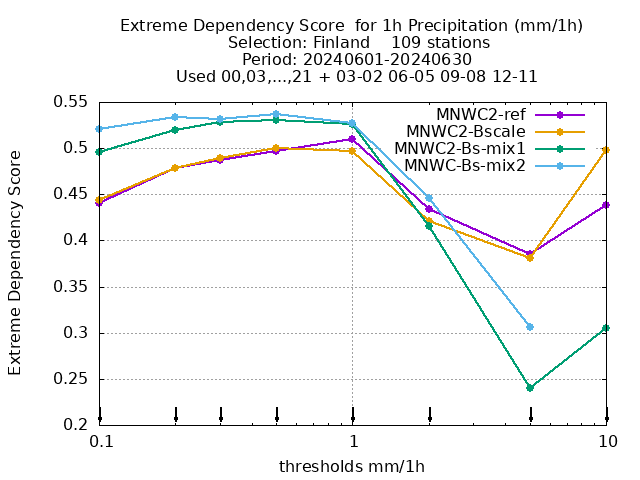 Extreme Dependency Score  for 1h Precipitation (mm/1h)
Selection: Finland    109 stations
Period: 20240601-20240630
Used 00,03,...,21 + 03-02 06-05 09-08 12-11
MNWC2-ref
MNWC2-Bscale
MNWC2-Bs-mix1
MNWC-Bs-mix2
0.55
0.5
0.45
0.4
0.35
0.3
0.25
0.2
Extreme Dependency Score
0.1 1 10
thresholds mm/1h